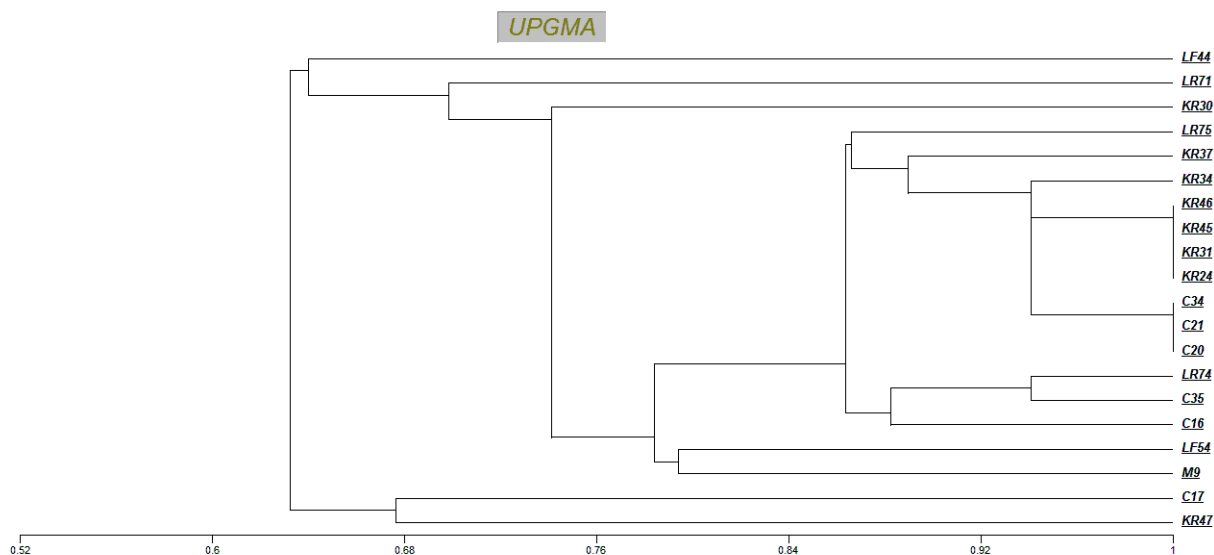 UPGMA
LF44
LR71
KR30
LR75
KR37
KR34
KR46
KR45
KR31
KR24
C34
C21
C20
LR74
C35
C16
LF54
M9
C17
KR47
0.52 0.6 0.68 0.76 0.84 0.92 1